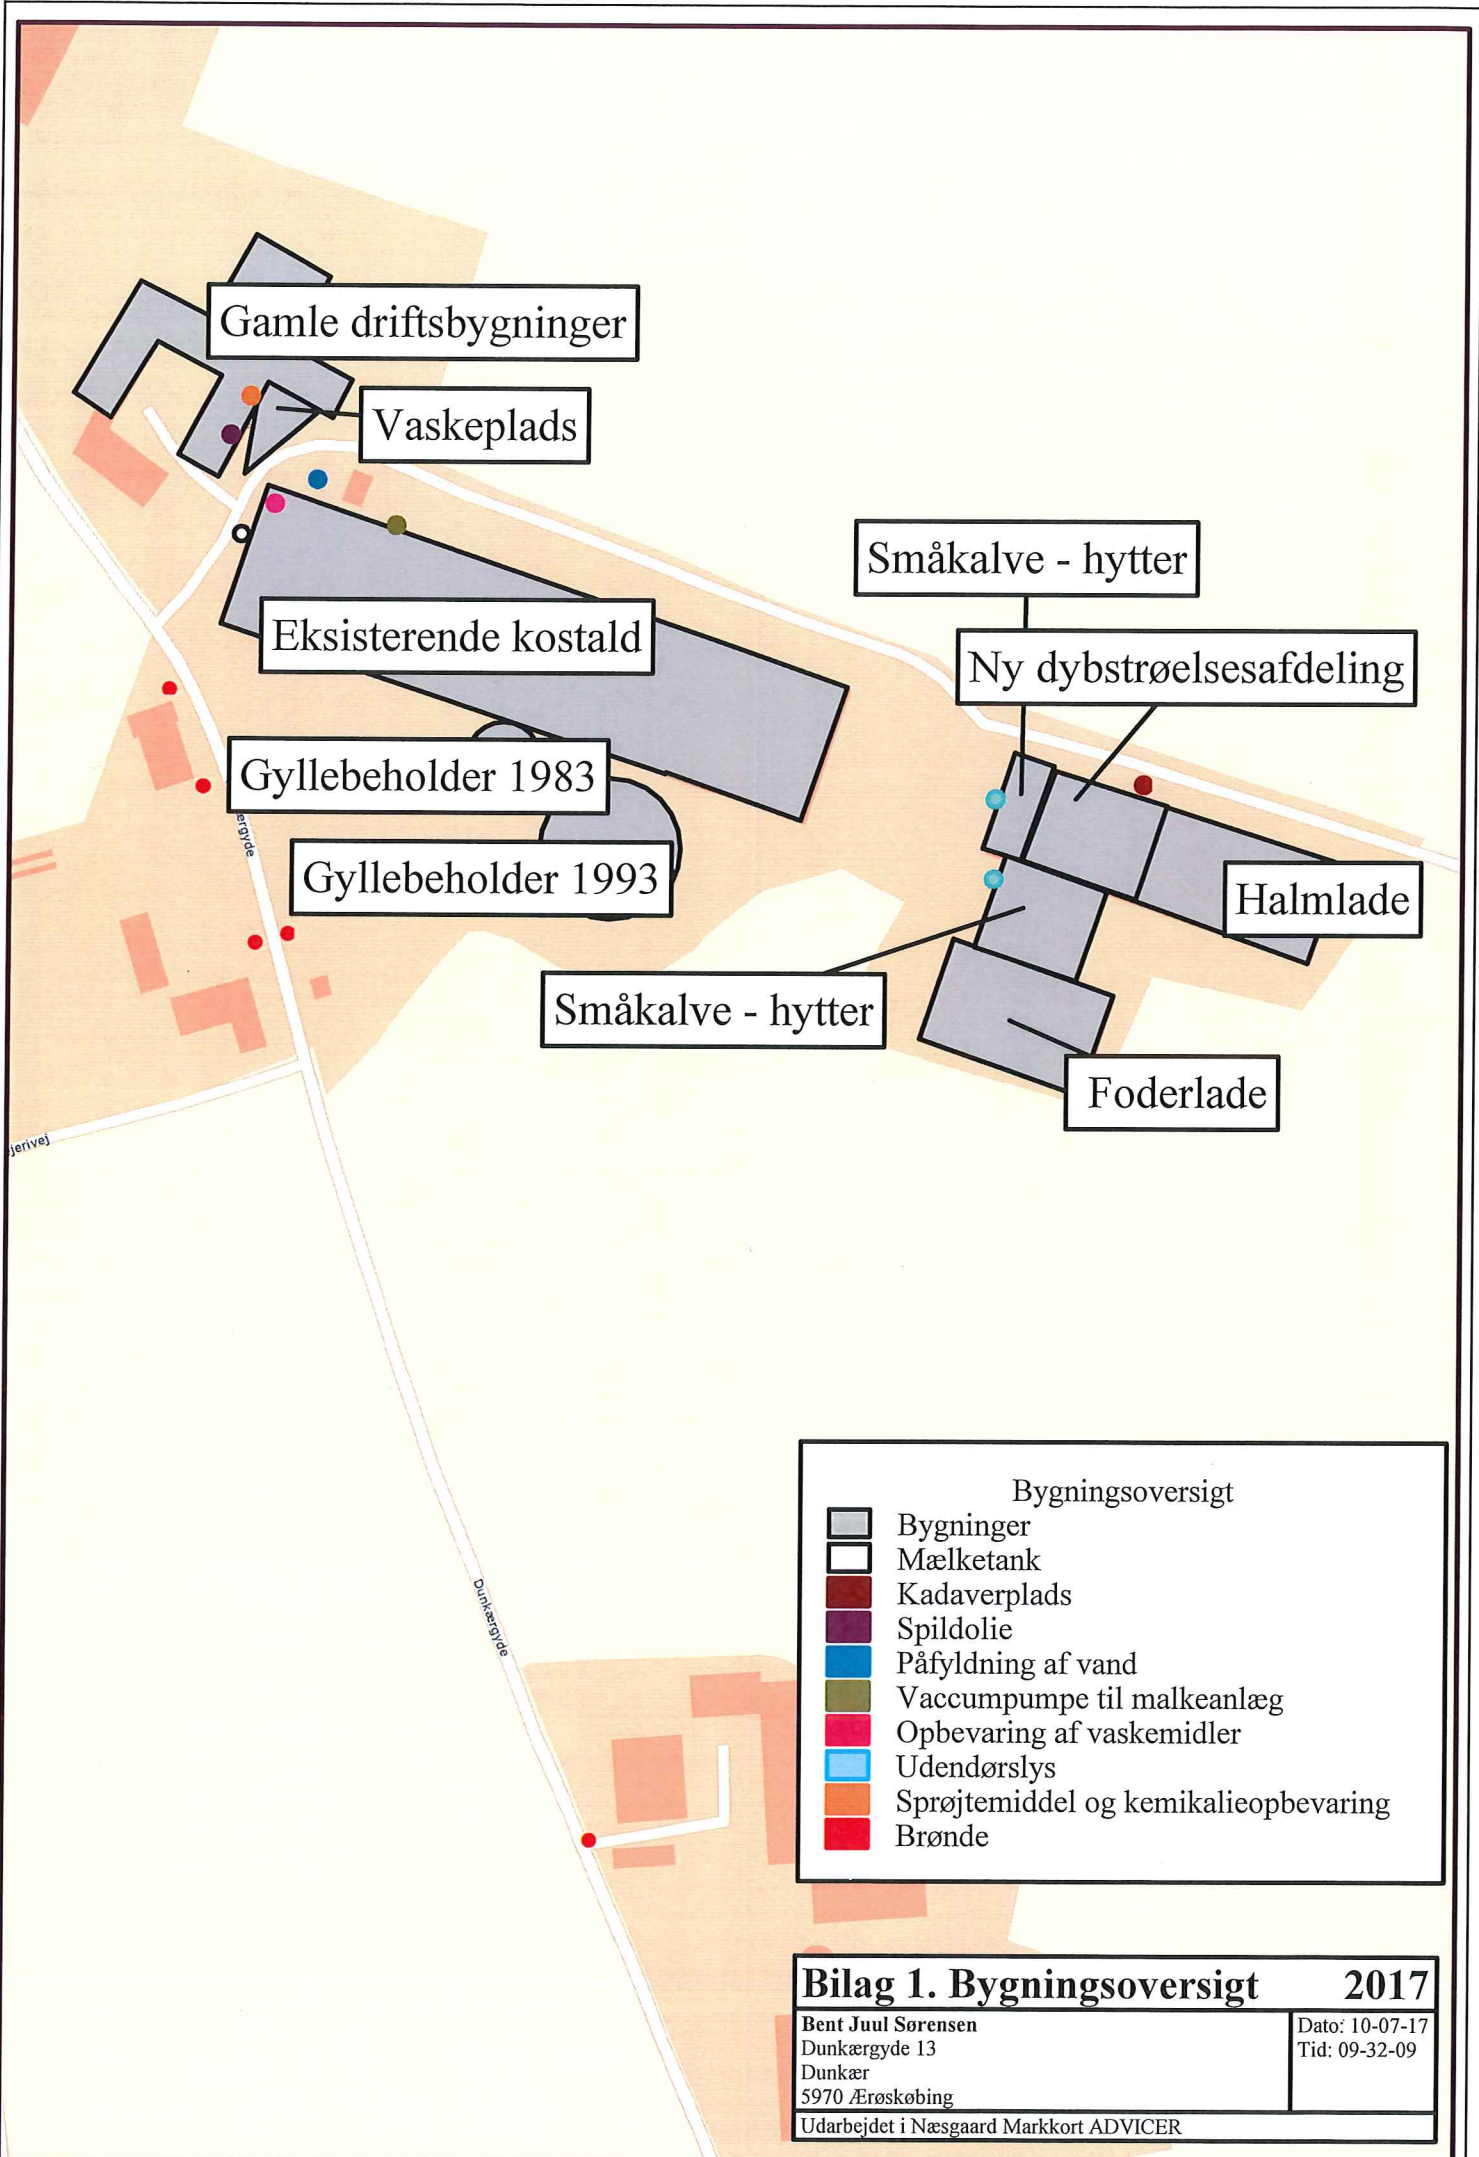 Gamle driftsbygninger
Vaskeplads
Småkalve - hytter
Eksisterende kostald
Ny dybstrøelsesafdeling
Gyllebeholder 1983
ergyde
Gyllebeholder 1993
Halmlade
Småkalve - hytter
Foderlade
jerivej
Dunkærgyde
Bygningsoversigt
Bygninger
Mælketank
Kadaverplads
Spildolie
Påfyldning af vand
Vaccumpumpe til malkeanlæg
Opbevaring af vaskemidler
Udendørslys
Sprøjtemiddel og kemikalieopbevaring
Brønde
Bilag 1. Bygningsoversigt 2017
Bent Juul Sørensen
Dunkærgyde 13
Dunkær
5970 Ærøskøbing
Dato: 10-07-17
Tid: 09-32-09
Udarbejdet i Næsgaard Markkort ADVICER